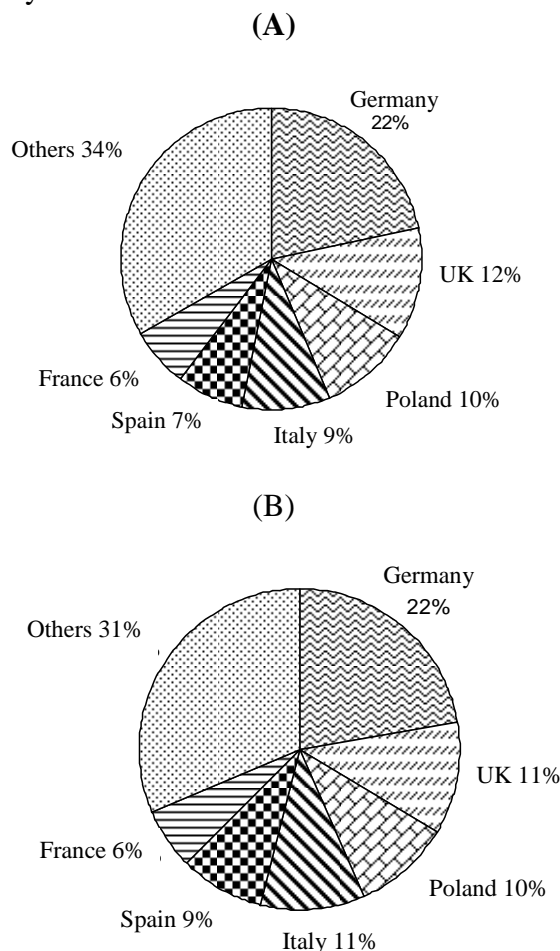 (A)
Germany
22%
Others 34%
UK 12%
France 6%
Poland 10%
Spain 7%
Italy 9%
(B)
Germany
22%
Others 31%
UK 11%
France 6%
Poland 10%
Spain 9%
Italy 11%